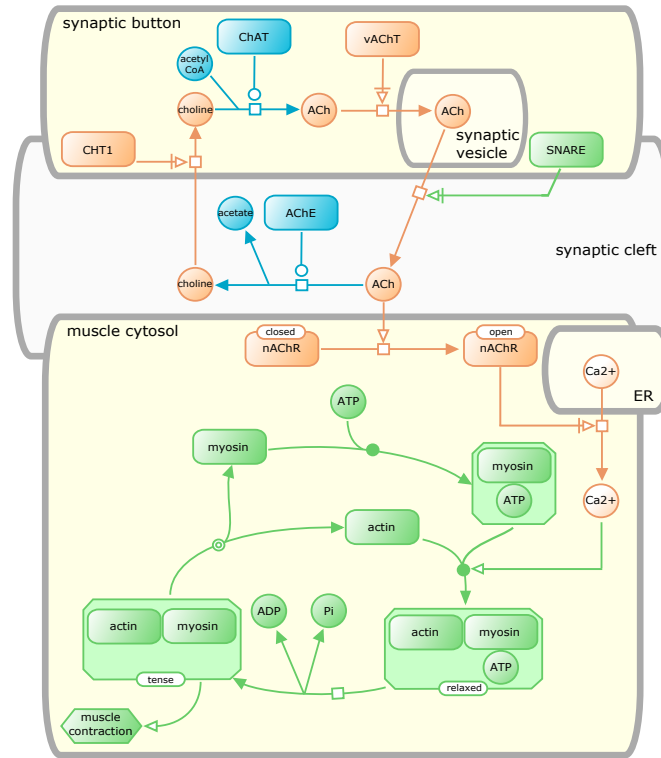 synaptic button
ChAT
vAChT
acetyl
CoA
choline
ACh
ACh
synaptic
vesicle
CHT1
SNARE
acetate
AChE
synaptic cleft
choline
ACh
muscle cytosol
closed
nAChR
open
nAChR
Ca2+
ER
ATP
myosin
myosin
ATP
Ca2+
actin
actin
myosin
tense
ADP
Pi
actin
myosin
ATP
relaxed
muscle
contraction